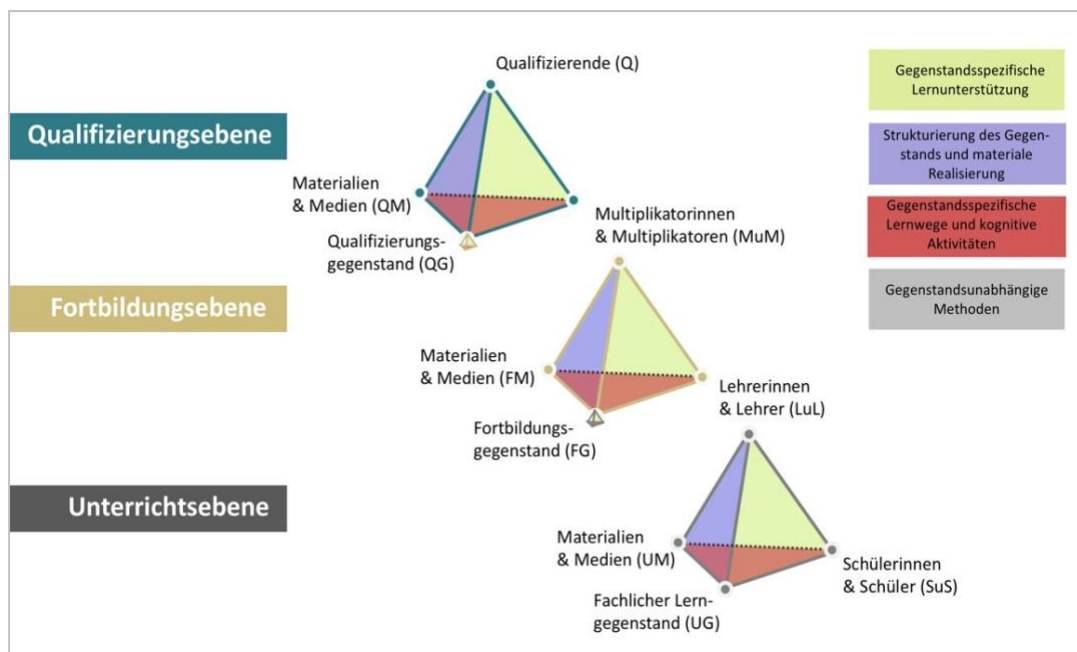 Qualifizierende (Q)
Qualifizierungsebene
Materialien
& Medien (QM)
Qualifizierungs-
gegenstand (QG)
Multiplikatorinnen
& Multiplikatoren (MuM)
Fortbildungsebene
Materialien
& Medien (FM)
Fortbildungs-
gegenstand (FG)
Lehrerinnen
& Lehrer (LuL)
Unterrichtsebene
Materialien
& Medien (UM)
Fachlicher Lern-
gegenstand (UG)
Schülerinnen
& Schüler (SuS)
Gegenstandsspezifische
Lernunterstützung
Strukturierung des Gegen-
stands und materiale
Realisierung
Gegenstandsspezifische
Lernwege und kognitive
Aktivitäten
Gegenstandsunabhängige
Methoden